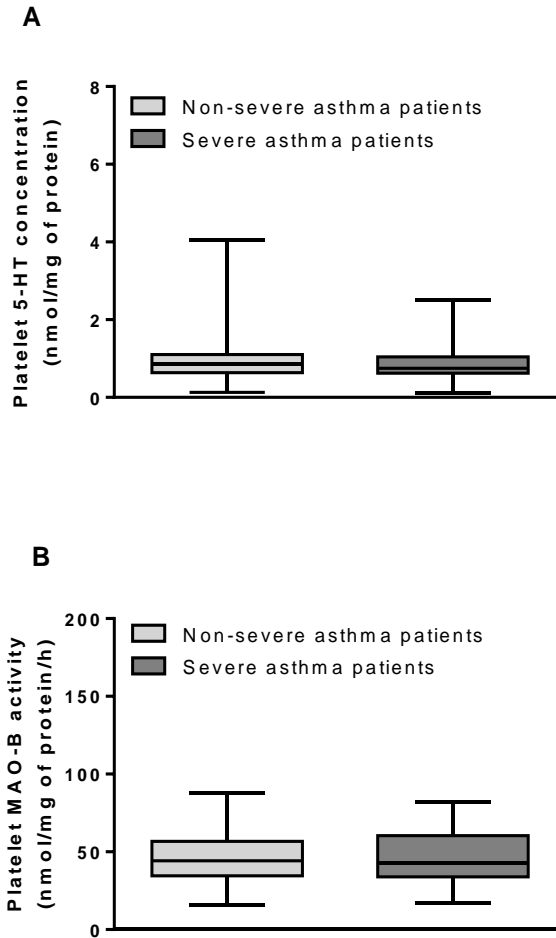 A
Platelet 5-HT concentration
(nmol/mg of protein)
8
6
4
2
0
Non-severe asthma patients
Severe asthma patients
B
Platelet MAO-B activity
(nmol/mg of protein/h)
200
150
100
50
0
Non-severe asthma patients
Severe asthma patients